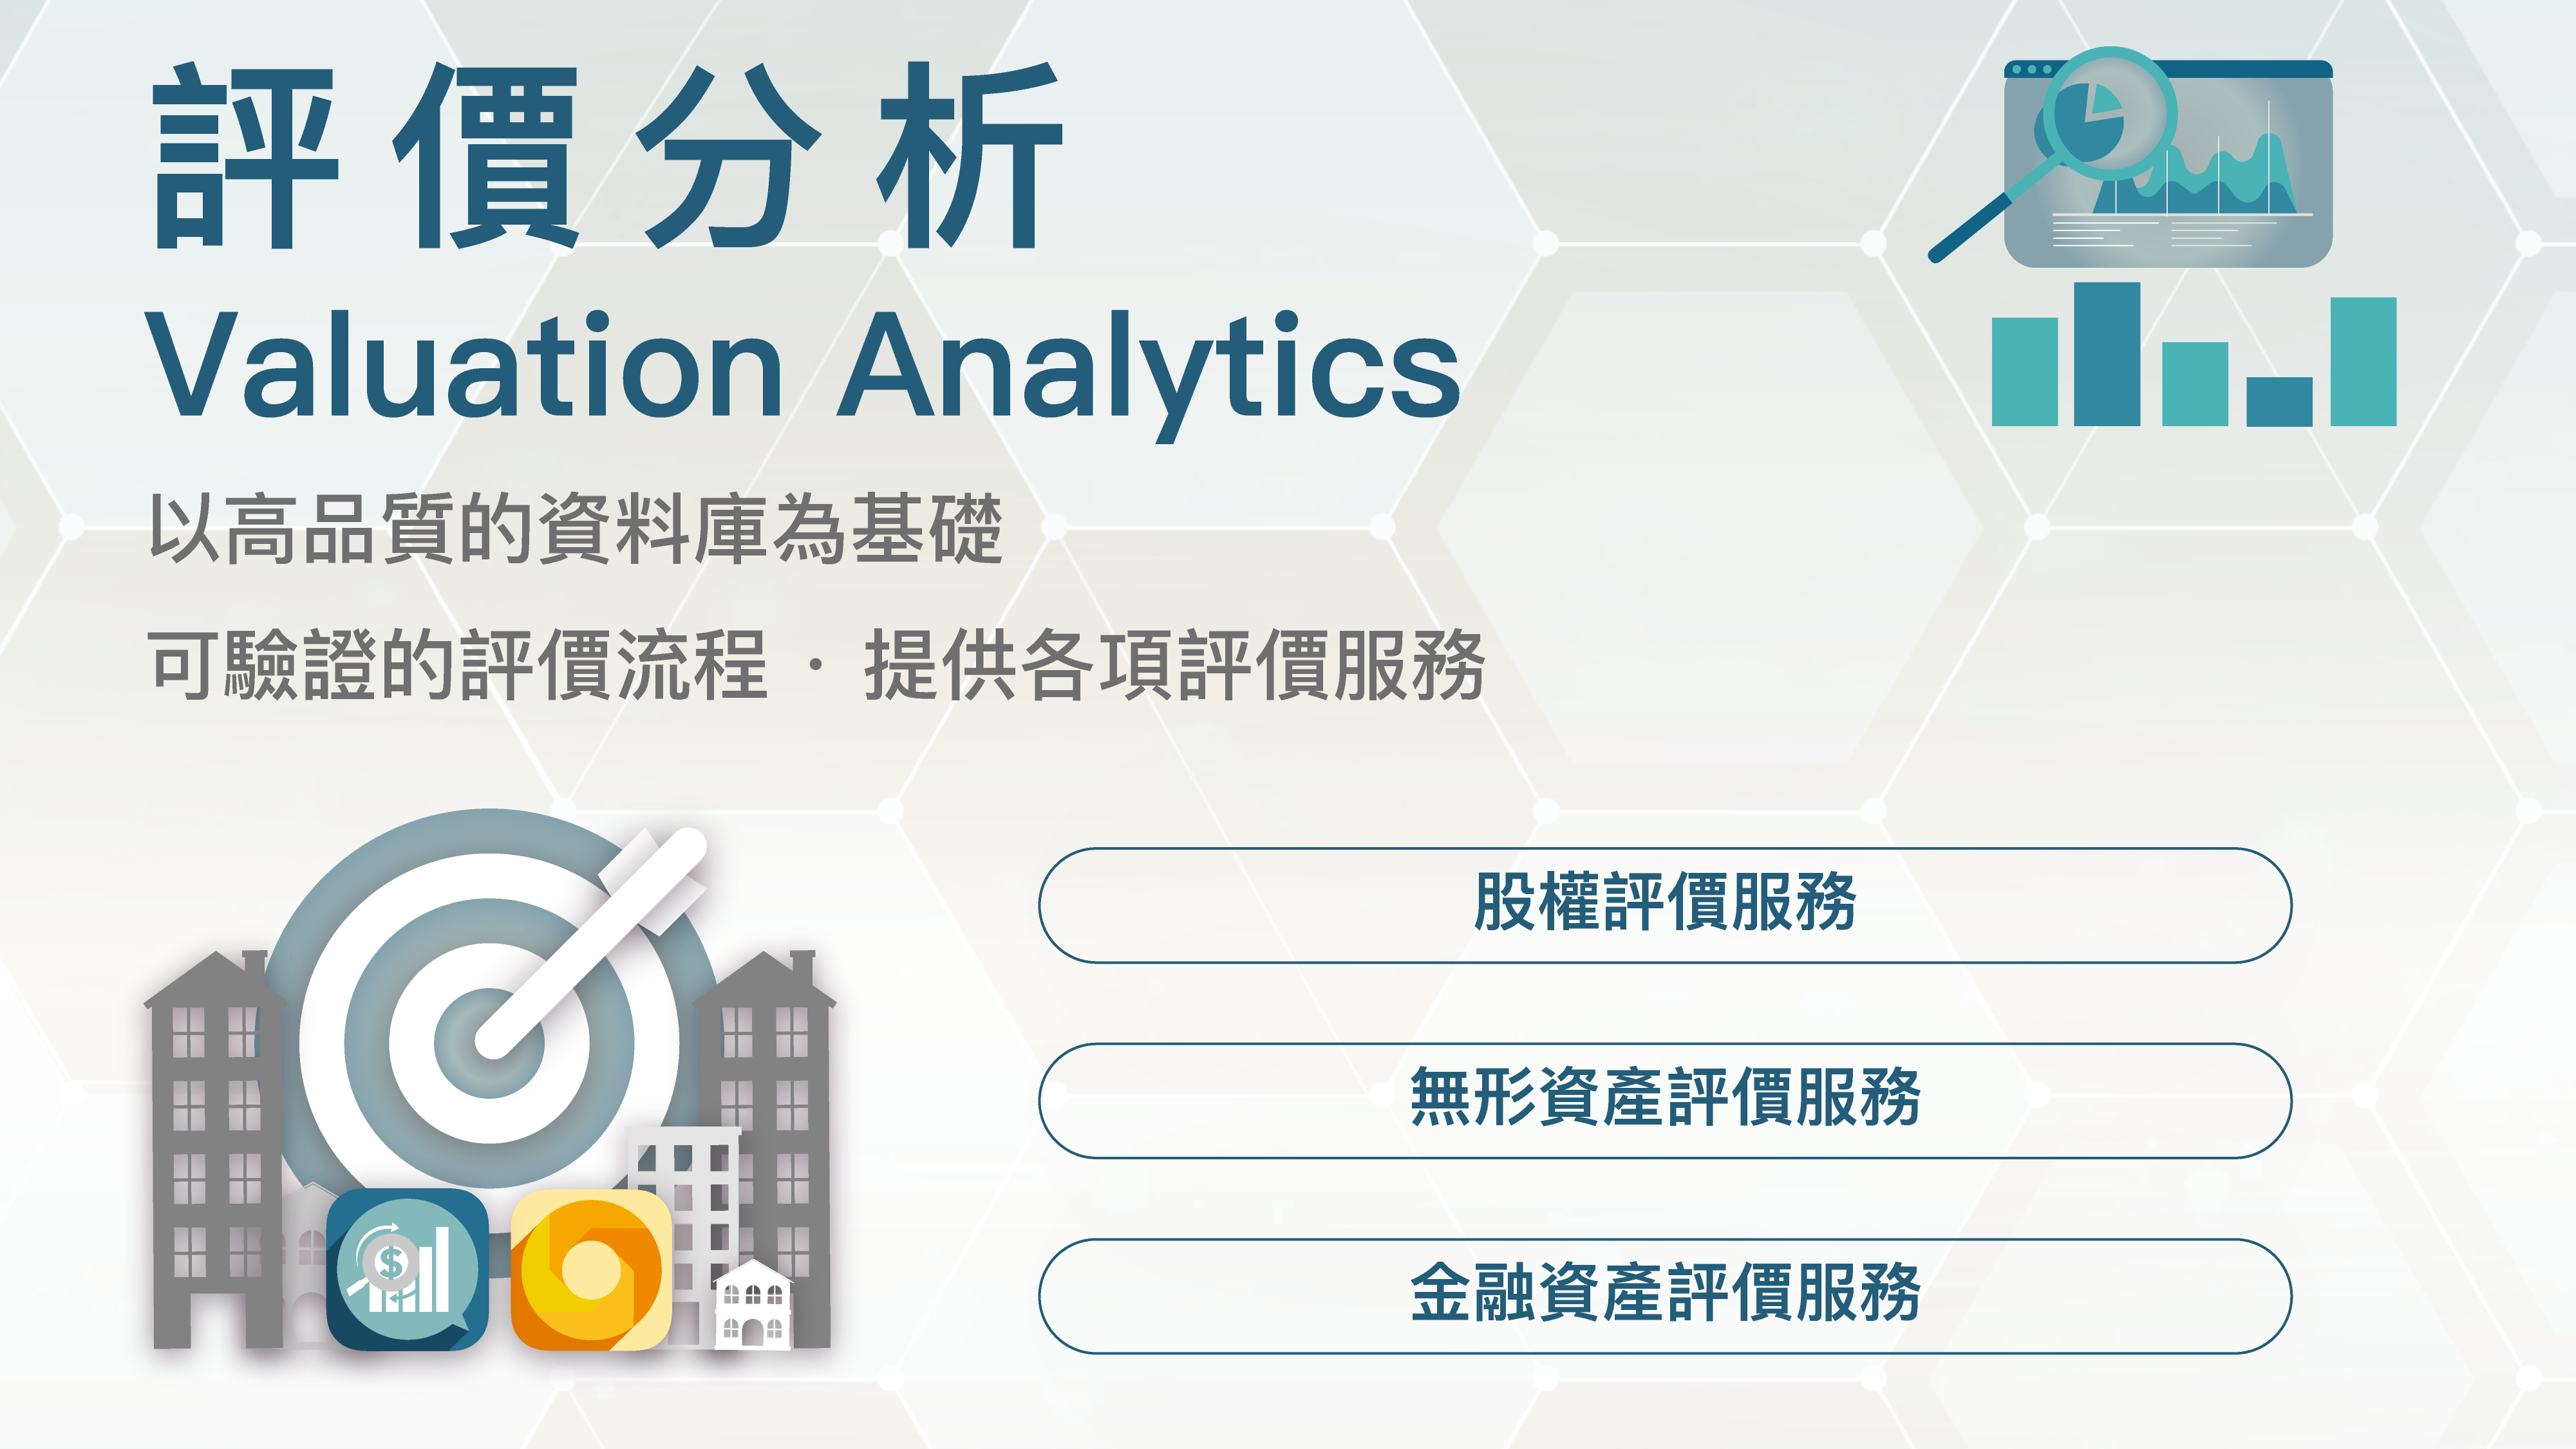 評價分析
Valuation Analytics
以高品質的資料庫為基礎
可驗證的評價流程 · 提供各項評價服務
股權評價服務
無形資產評價服務
金融資產評價服務
$